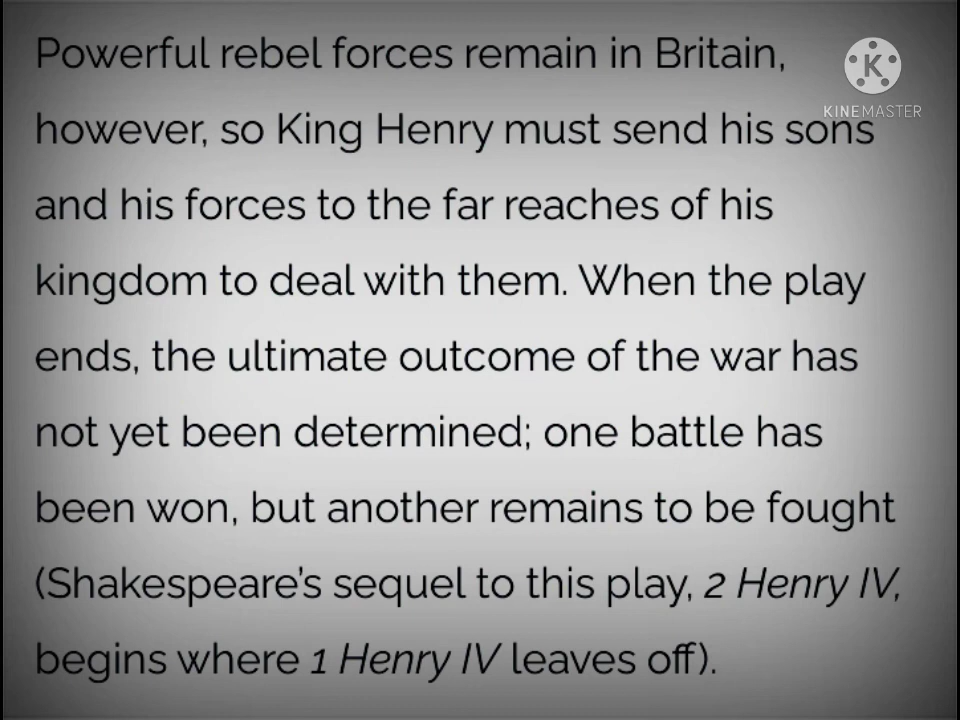 Powerful rebel forces remain in Britain,
K
KINEMASTER
however, so King Henry must send his sons
and his forces to the far reaches of his
kingdom to deal with them. When the play
ends, the ultimate outcome of the war has
not yet been determined; one battle has
been won, but another remains to be fought
(Shakespeare’s sequel to this play, 2 Henry IV,
begins where 1 Henry IV leaves off).